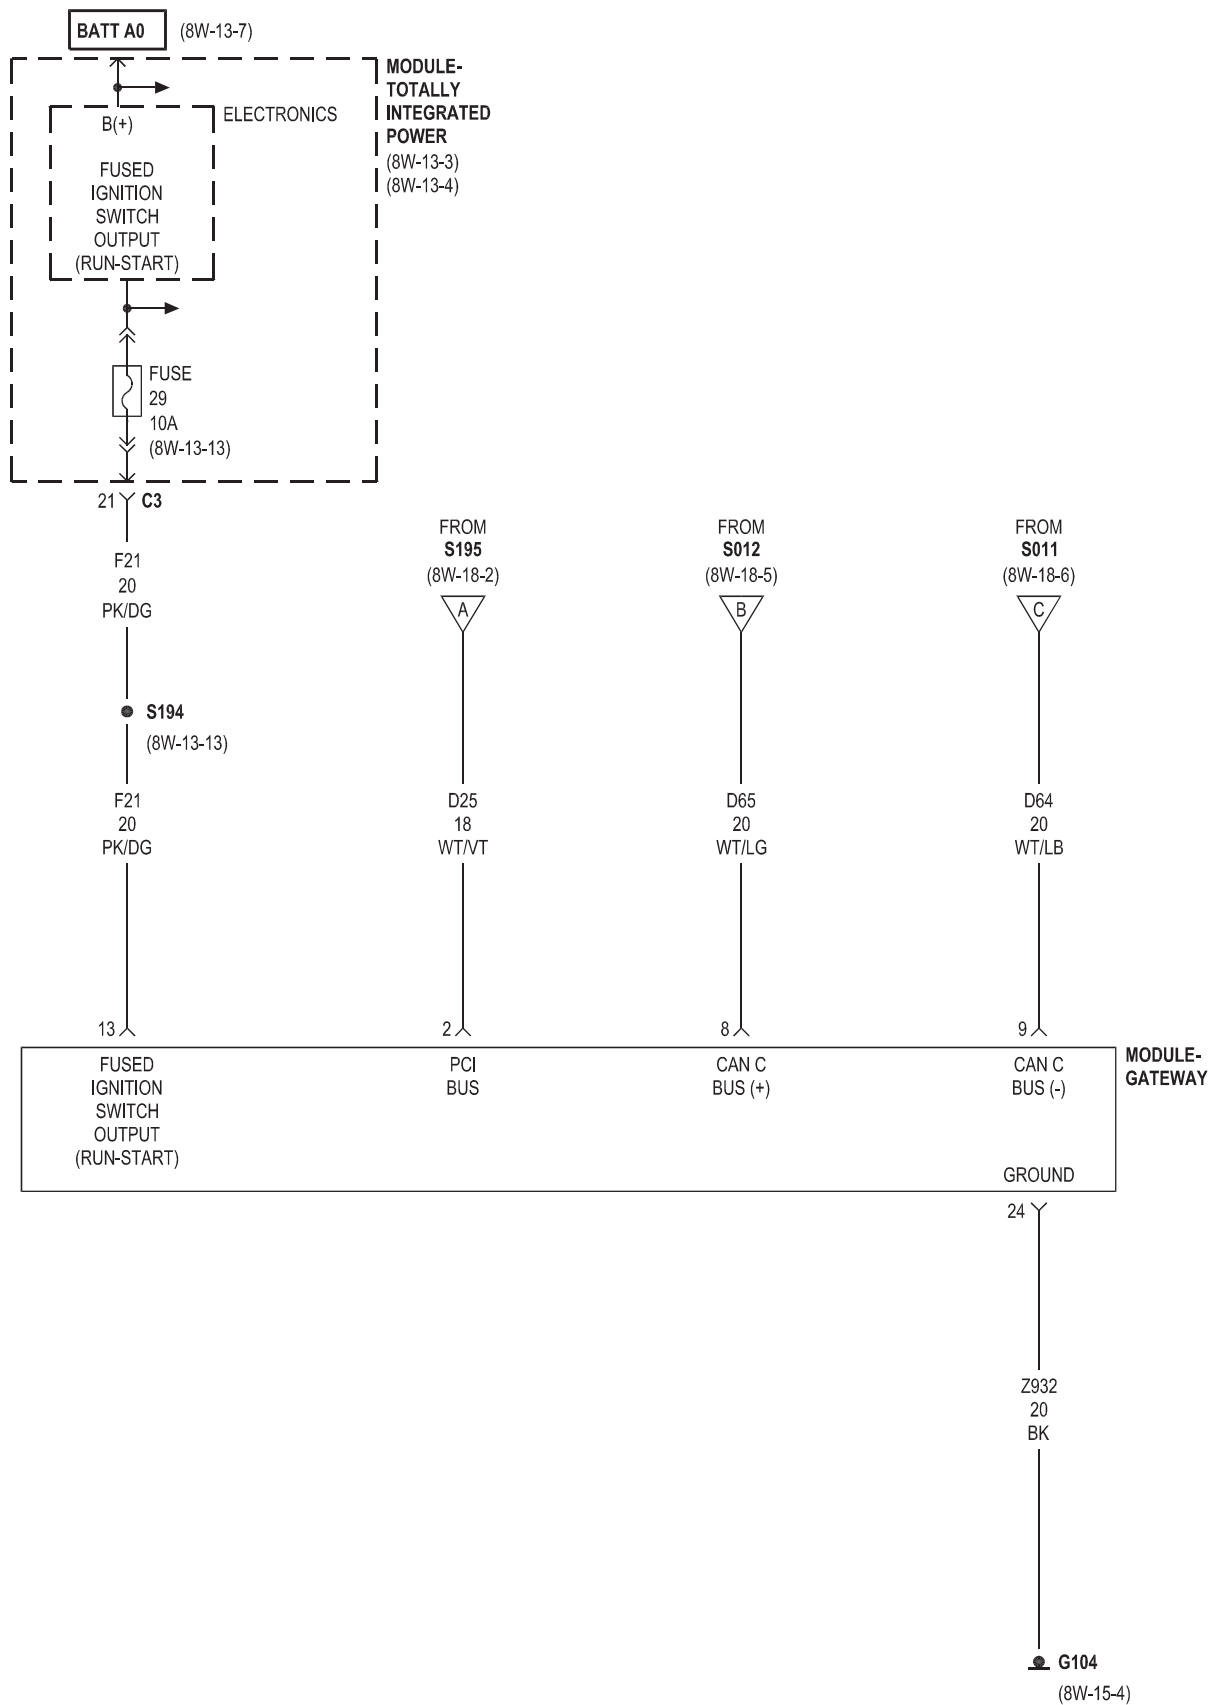 BATT A0 (8W-13-7)
MODULE-
TOTALLY
INTEGRATED
POWER
(8W-13-3)
(8W-13-4)
ELECTRONICS
B(+)
FUSED
IGNITION
SWITCH
OUTPUT
(RUN-START)
FUSE
29
10A
(8W-13-13)
21 C3
F21
20
PK/DG
S194
(8W-13-13)
F21
20
PK/DG
13
FROM
S195
(8W-18-2)
A
D25
18
WT/VT
2
FROM
S012
(8W-18-5)
B
D65
20
WT/LG
8
FROM
S011
(8W-18-6)
C
D64
20
WT/LB
9
MODULE-
GATEWAY
FUSED
IGNITION
SWITCH
OUTPUT
(RUN-START)
PCI
BUS
CAN C
BUS (+)
CAN C
BUS (-)
GROUND
24
Z932
20
BK
G104
(8W-15-4)